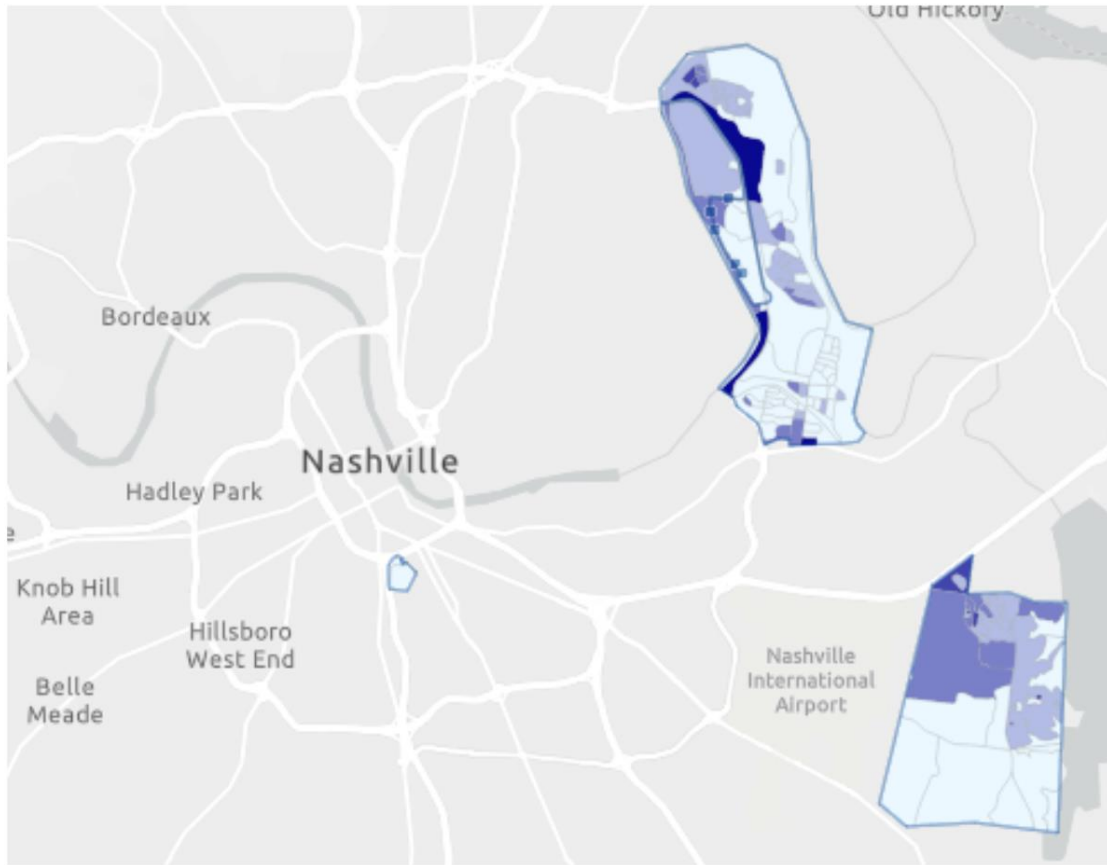 Old Hickory
Bordeaux
Nashville
Hadley Park
e
Knob Hill
Area
Hillsboro
West End
Belle
Meade
Nashville
International
Airport